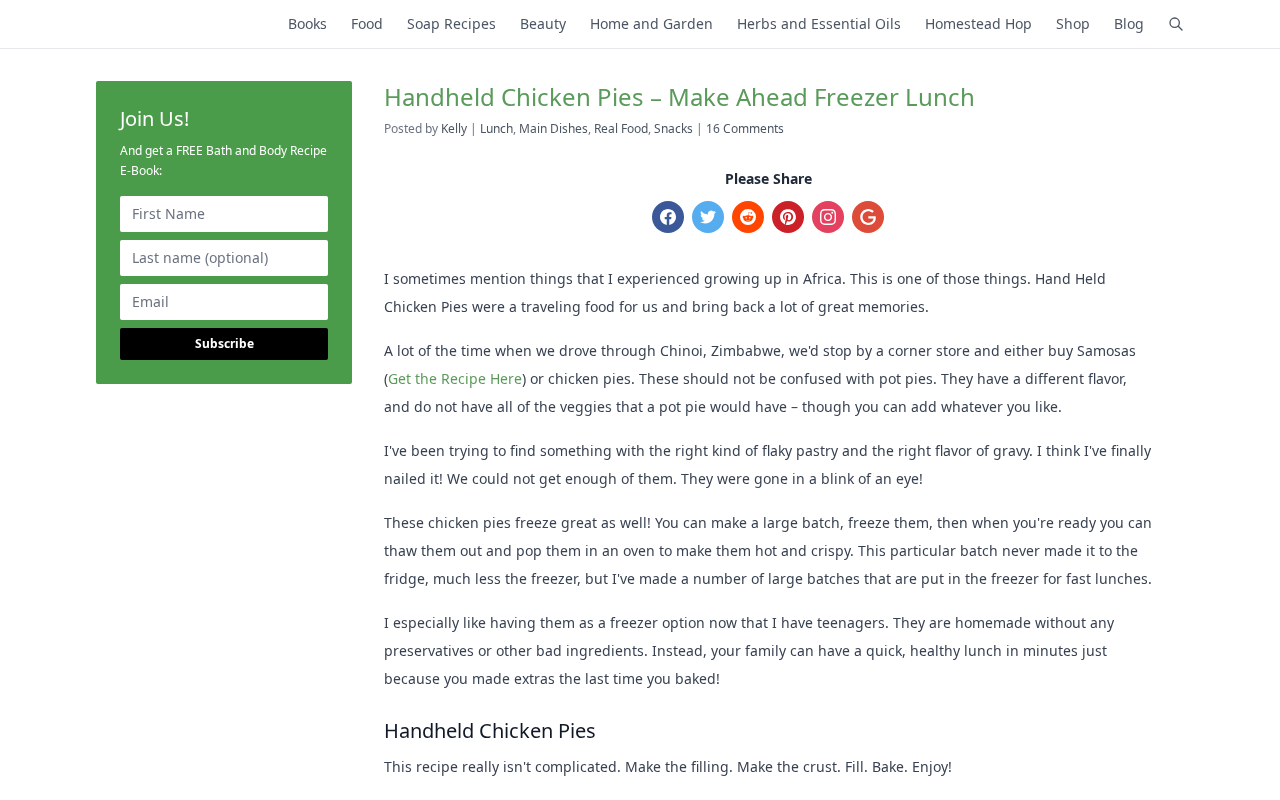 Books Food Soap Recipes Beauty Home and Garden Herbs and Essential Oils Homestead Hop Shop Blog
Join Us!
And get a FREE Bath and Body Recipe
E-Book:
First Name
Last name (optional)
Email
Subscribe
Handheld Chicken Pies – Make Ahead Freezer Lunch
Posted by Kelly | Lunch, Main Dishes, Real Food, Snacks | 16 Comments
Please Share
I sometimes mention things that I experienced growing up in Africa. This is one of those things. Hand Held
Chicken Pies were a traveling food for us and bring back a lot of great memories.
A lot of the time when we drove through Chinoi, Zimbabwe, we'd stop by a corner store and either buy Samosas
(Get the Recipe Here) or chicken pies. These should not be confused with pot pies. They have a different flavor,
and do not have all of the veggies that a pot pie would have – though you can add whatever you like.
I've been trying to find something with the right kind of flaky pastry and the right flavor of gravy. I think I've finally
nailed it! We could not get enough of them. They were gone in a blink of an eye!
These chicken pies freeze great as well! You can make a large batch, freeze them, then when you're ready you can
thaw them out and pop them in an oven to make them hot and crispy. This particular batch never made it to the
fridge, much less the freezer, but I've made a number of large batches that are put in the freezer for fast lunches.
I especially like having them as a freezer option now that I have teenagers. They are homemade without any
preservatives or other bad ingredients. Instead, your family can have a quick, healthy lunch in minutes just
because you made extras the last time you baked!
Handheld Chicken Pies
This recipe really isn't complicated. Make the filling. Make the crust. Fill. Bake. Enjoy!